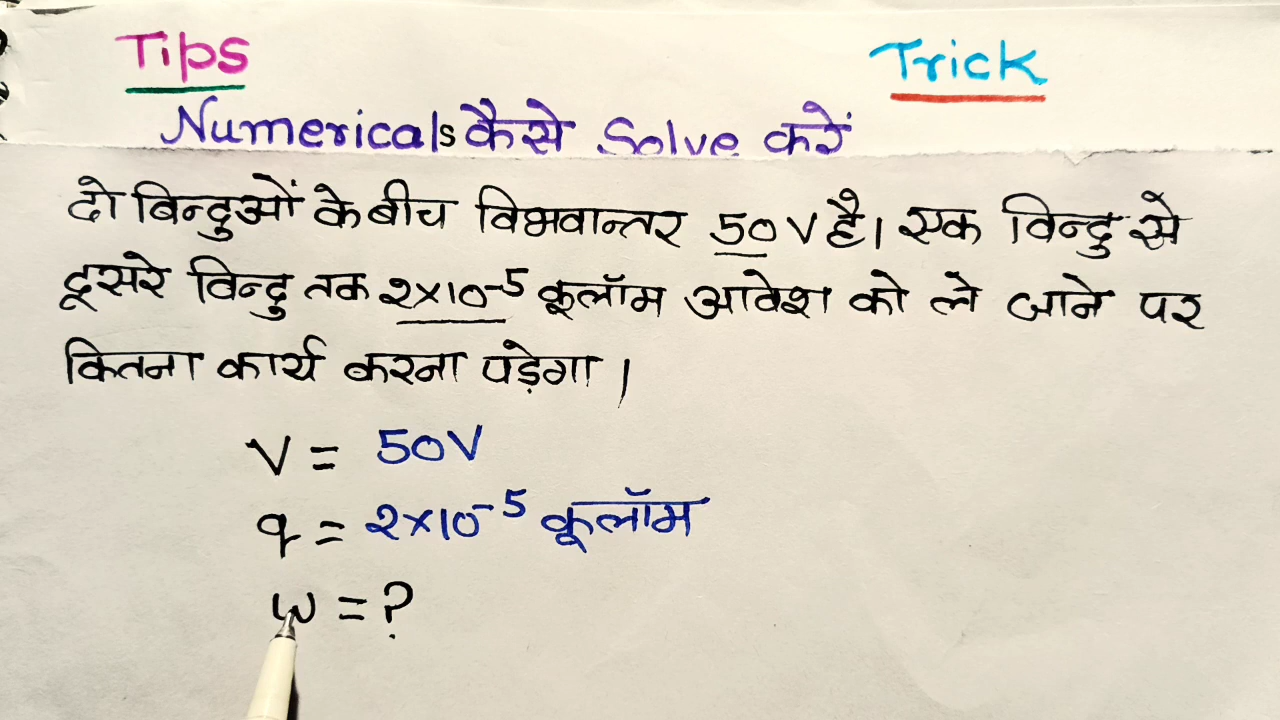 Tips Trick
Numericals कैसे Solve करें
दो बिन्दुओं के बीच विभवान्तर 50V है। एक विन्दु से
दूसरे विन्दु तक 2×10⁻⁵ कूलॉम आवेश को ले जाने पर
कितना कार्य करना पड़ेगा ।
V = 50V
q = 2×10⁻⁵ कूलॉम
w = ?